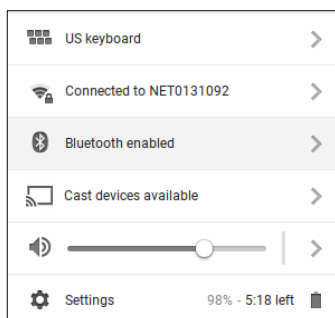 US keyboard
Connected to NET0131092
Bluetooth enabled
Cast devices available
Settings 98% - 5:18 left